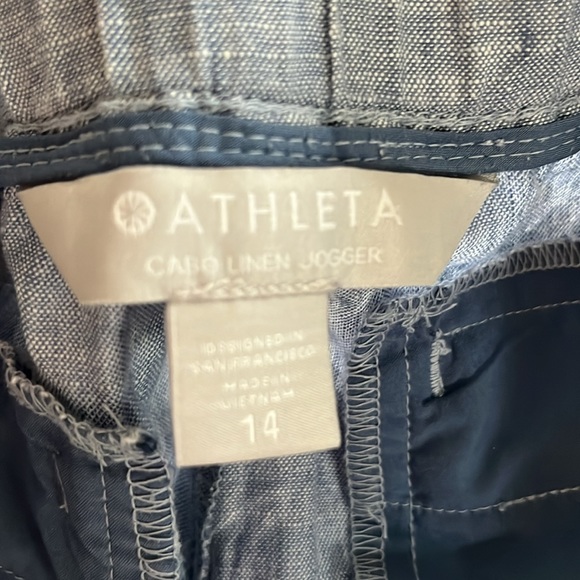 ATHLETA
CABO LINEN JOGGER
DESIGNED IN
SAN FRANCISCO
MADE IN
VIETNAM
14